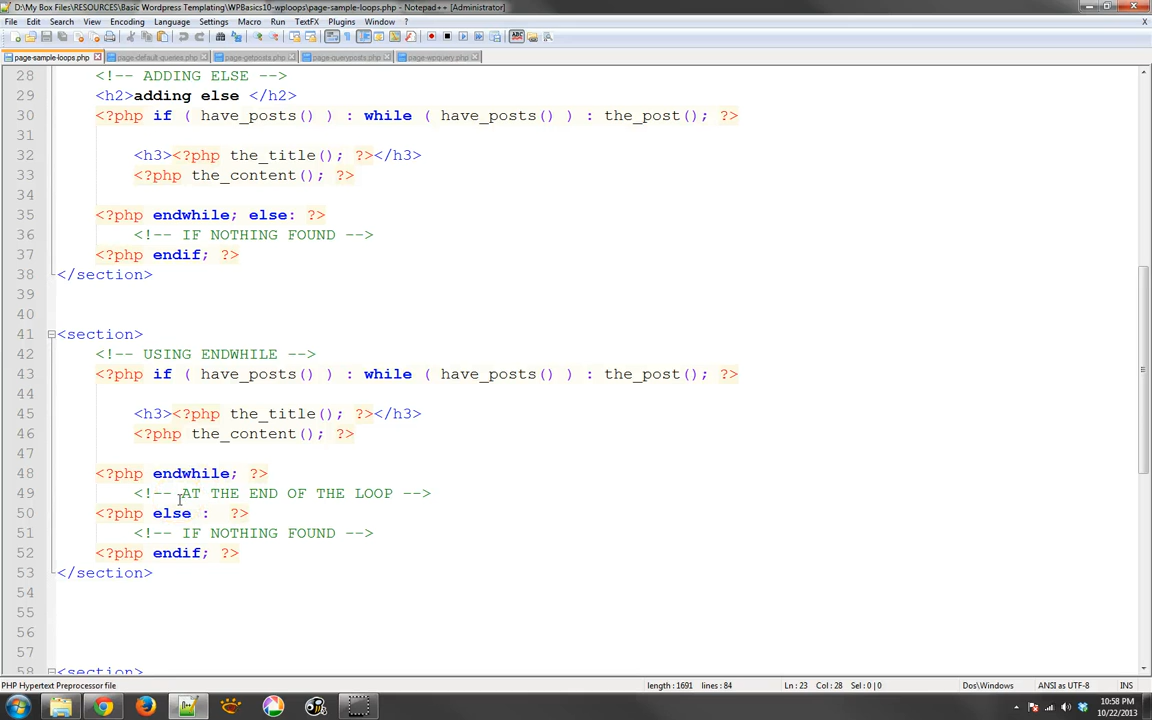 D:\My Box Files\RESOURCES\Basic Wordpress Templating\WPBasics10-wploops\page-sample-loops.php - Notepad++ [Administrator]
File Edit Search View Encoding Language Settings Macro Run TextFX Plugins Window ? X
page-sample-loops.php page-default-queries.php page-getposts.php page-queryposts.php page-wpquery.php
28 <!-- ADDING ELSE -->
29 <h2>adding else </h2>
30 <?php if ( have_posts() ) : while ( have_posts() ) : the_post(); ?>
31
32 <h3><?php the_title(); ?></h3>
33 <?php the_content(); ?>
34
35 <?php endwhile; else: ?>
36 <!-- IF NOTHING FOUND -->
37 <?php endif; ?>
38 </section>
39
40
41 <section>
42 <!-- USING ENDWHILE -->
43 <?php if ( have_posts() ) : while ( have_posts() ) : the_post(); ?>
44
45 <h3><?php the_title(); ?></h3>
46 <?php the_content(); ?>
47
48 <?php endwhile; ?>
49 <!-- AT THE END OF THE LOOP -->
50 <?php else :  ?>
51 <!-- IF NOTHING FOUND -->
52 <?php endif; ?>
53 </section>
54
55
56
57
58 <section>
PHP Hypertext Preprocessor file length : 1691 lines : 84 Ln : 23 Col : 28 Sel : 0 | 0 Dos\Windows ANSI as UTF-8 INS
10:58 PM
10/22/2013